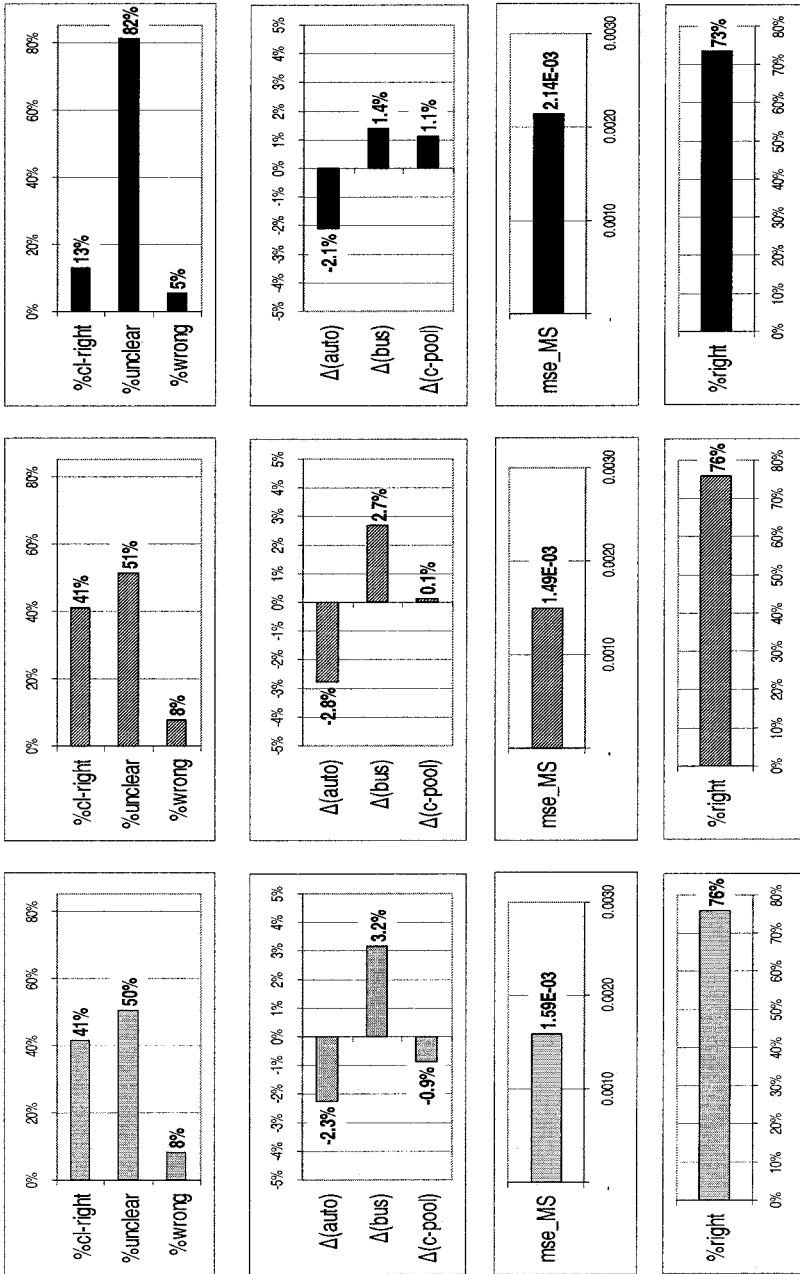 0% 20% 40% 60% 80%
%cl-right 41%
%unclear 50%
%wrong 8%
0% 20% 40% 60% 80%
%cl-right 41%
%unclear 51%
%wrong 8%
0% 20% 40% 60% 80%
%cl-right 13%
%unclear 82%
%wrong 5%
-5% -4% -3% -2% -1% 0% 1% 2% 3% 4% 5%
Δ(auto) -2.3%
Δ(bus) 3.2%
Δ(c-pool) -0.9%
-5% -4% -3% -2% -1% 0% 1% 2% 3% 4% 5%
Δ(auto) -2.8%
Δ(bus) 2.7%
Δ(c-pool) 0.1%
-5% -4% -3% -2% -1% 0% 1% 2% 3% 4% 5%
Δ(auto) -2.1%
Δ(bus) 1.4%
Δ(c-pool) 1.1%
mse_MS 1.59E-03
- 0.0010 0.0020 0.0030
mse_MS 1.49E-03
- 0.0010 0.0020 0.0030
mse_MS 2.14E-03
- 0.0010 0.0020 0.0030
%right 76%
0% 10% 20% 30% 40% 50% 60% 70% 80%
%right 76%
0% 10% 20% 30% 40% 50% 60% 70% 80%
%right 73%
0% 10% 20% 30% 40% 50% 60% 70% 80%